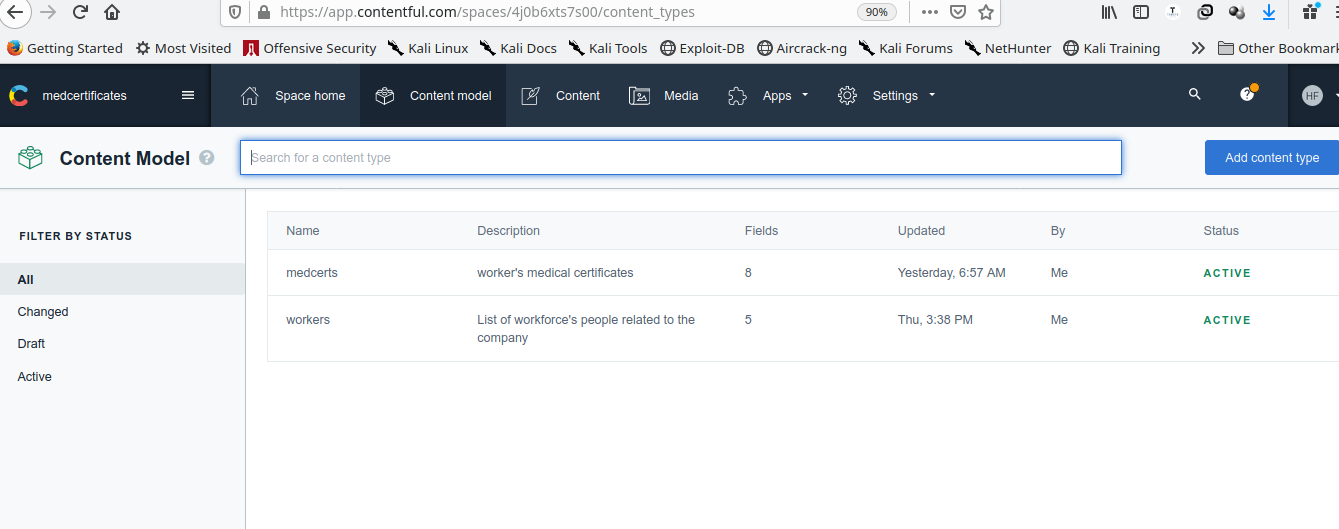 https://app.contentful.com/spaces/4j0b6xts7s00/content_types 90%
Getting Started Most Visited Offensive Security Kali Linux Kali Docs Kali Tools Exploit-DB Aircrack-ng Kali Forums NetHunter Kali Training Other Bookmark
medcertificates Space home Content model Content Media Apps Settings ? HF
Content Model ? Search for a content type Add content type
FILTER BY STATUS
All
Changed
Draft
Active
Name Description Fields Updated By Status
medcerts worker's medical certificates 8 Yesterday, 6:57 AM Me ACTIVE
workers List of workforce's people related to the 5 Thu, 3:38 PM Me ACTIVE
company